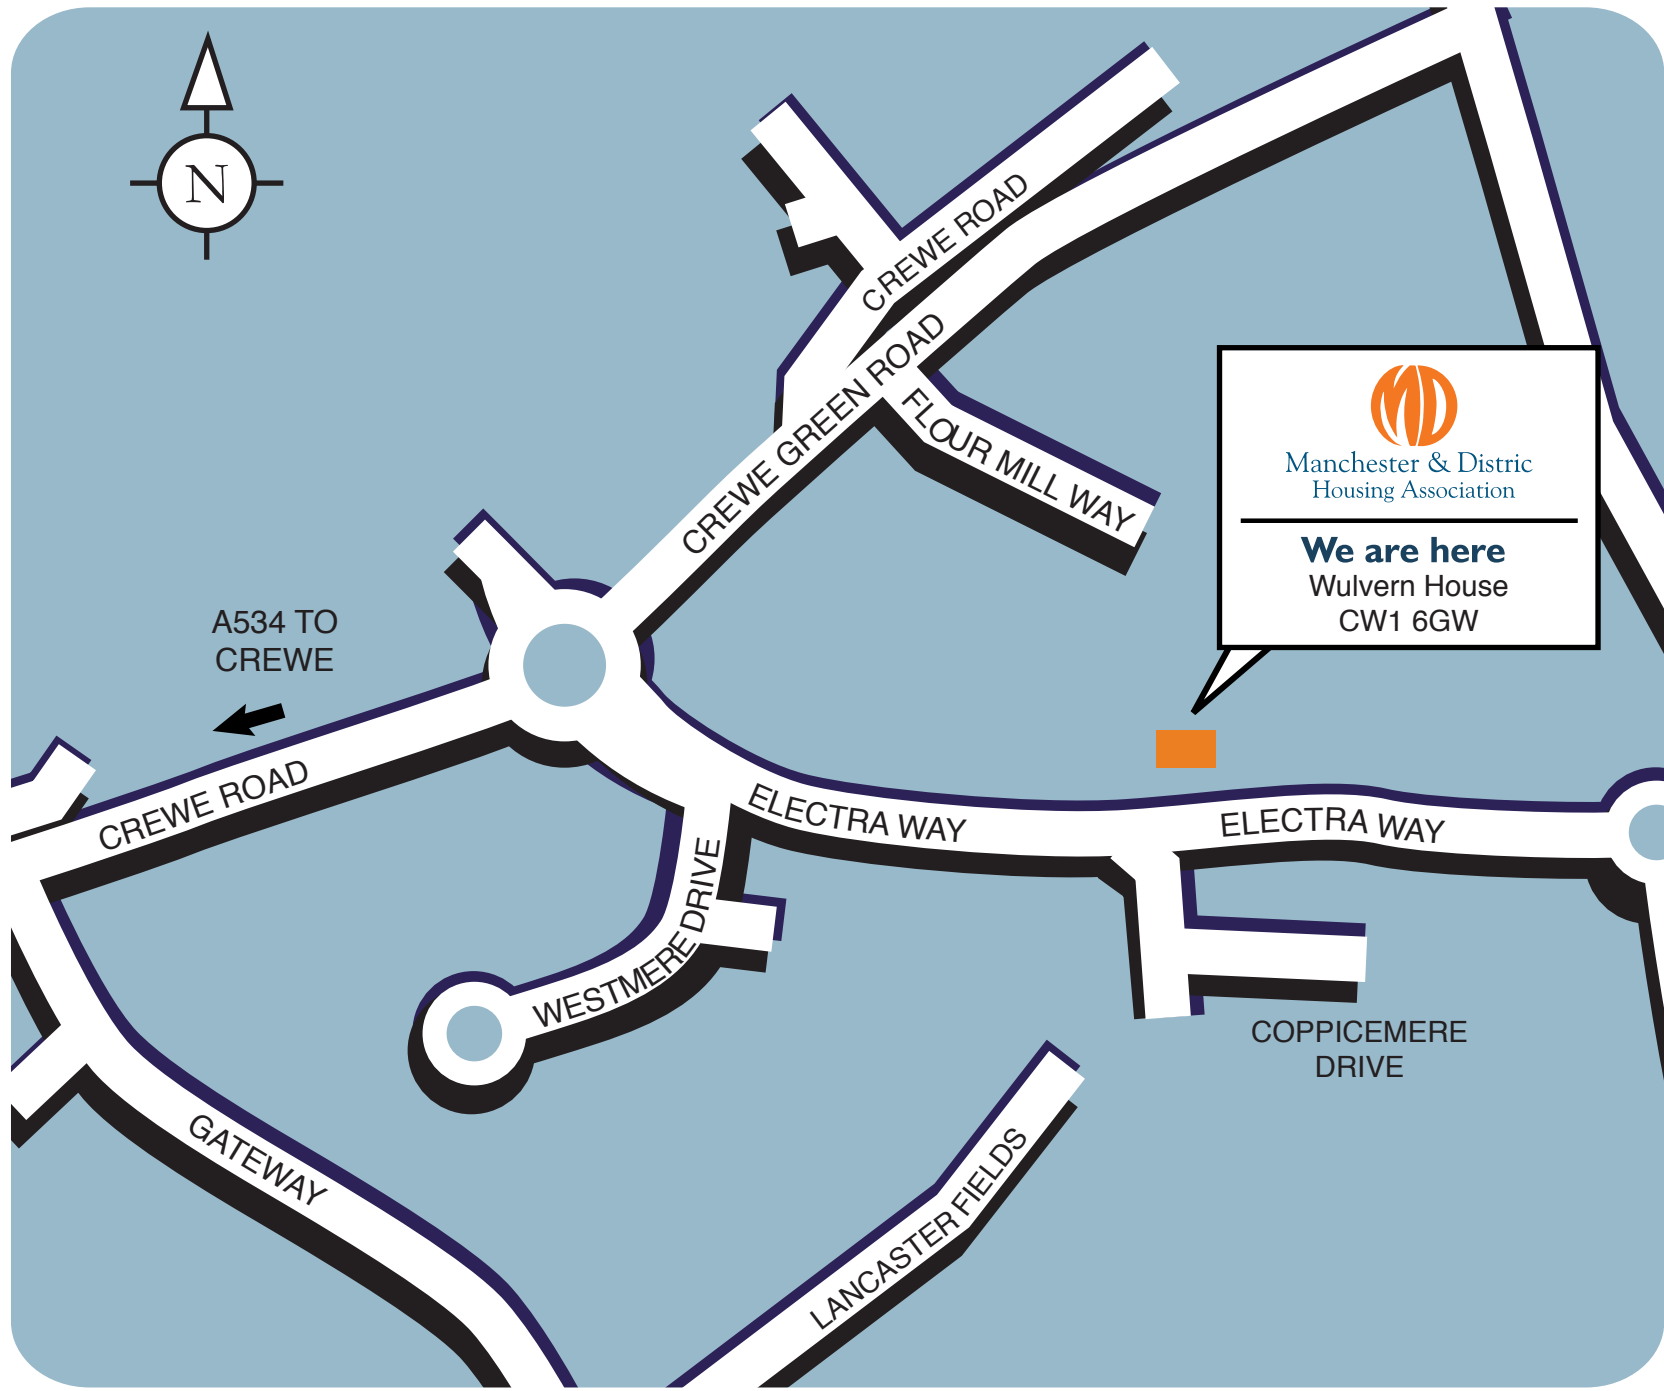 N
CREWE ROAD
CREWE GREEN ROAD
FLOUR MILL WAY
Manchester & Distric
Housing Association
We are here
Wulvern House
CW1 6GW
A534 TO
CREWE
CREWE ROAD
ELECTRA WAY
ELECTRA WAY
WESTMERE DRIVE
COPPICEMERE
DRIVE
GATEWAY
LANCASTER FIELDS